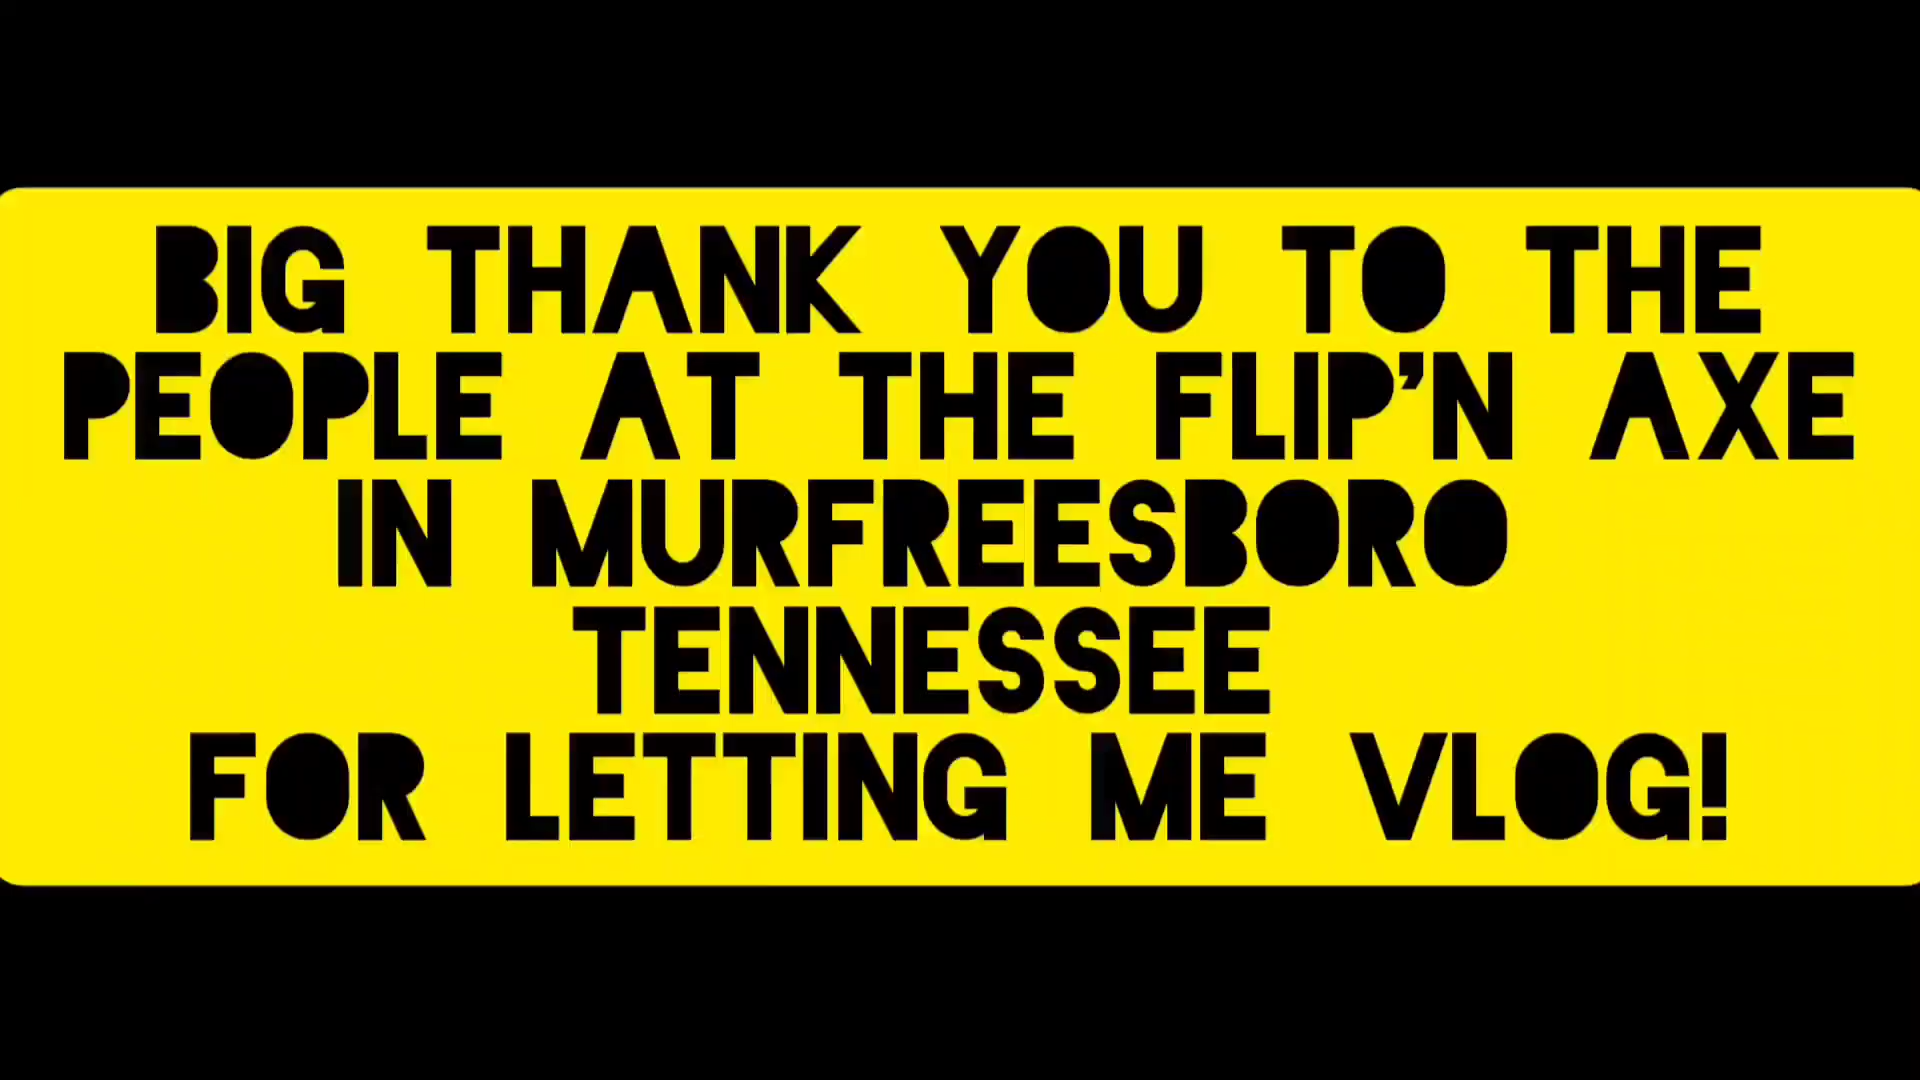 BIG THANK YOU TO THE
PEOPLE AT THE FLIP'N AXE
IN MURFREESBORO
TENNESSEE
FOR LETTING ME VLOG!